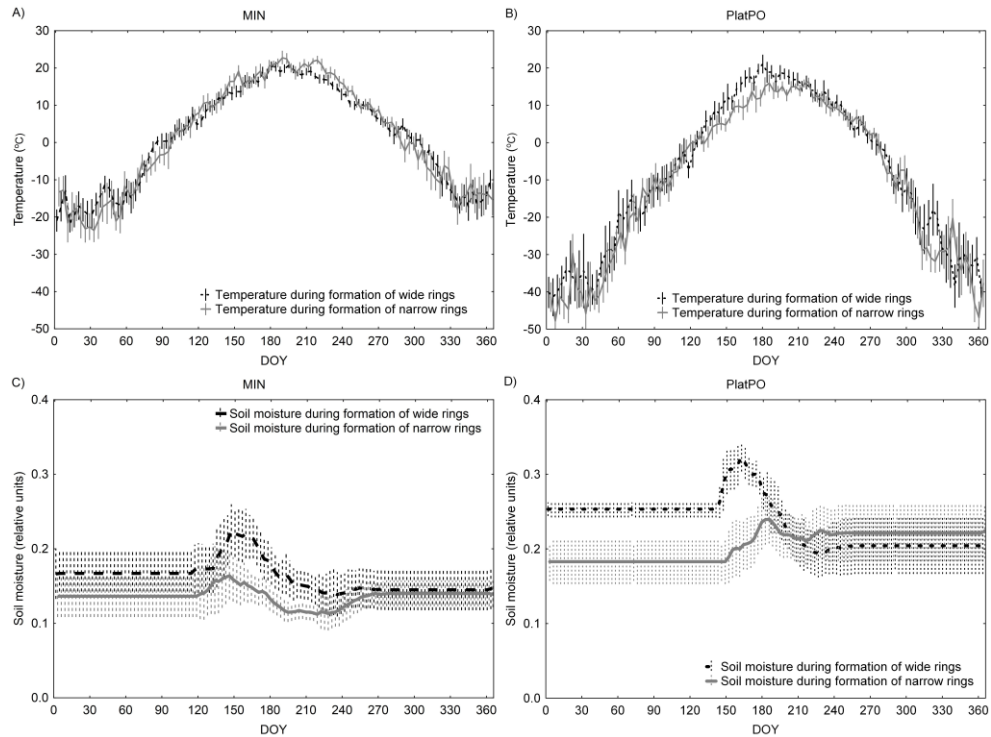 A)
MIN
30
20
10
0
-10
-20
-30
-40
-50
Temperature (°C)
Temperature during formation of wide rings
Temperature during formation of narrow rings
0 30 60 90 120 150 180 210 240 270 300 330 360
DOY
B)
PlatPO
30
20
10
0
-10
-20
-30
-40
-50
Temperature (°C)
Temperature during formation of wide rings
Temperature during formation of narrow rings
0 30 60 90 120 150 180 210 240 270 300 330 360
DOY
C)
MIN
0.4
0.3
0.2
0.1
0.0
Soil moisture (relative units)
Soil moisture during formation of wide rings
Soil moisture during formation of narrow rings
0 30 60 90 120 150 180 210 240 270 300 330 360
DOY
D)
PlatPO
0.4
0.3
0.2
0.1
0.0
Soil moisture (relative units)
Soil moisture during formation of wide rings
Soil moisture during formation of narrow rings
0 30 60 90 120 150 180 210 240 270 300 330 360
DOY